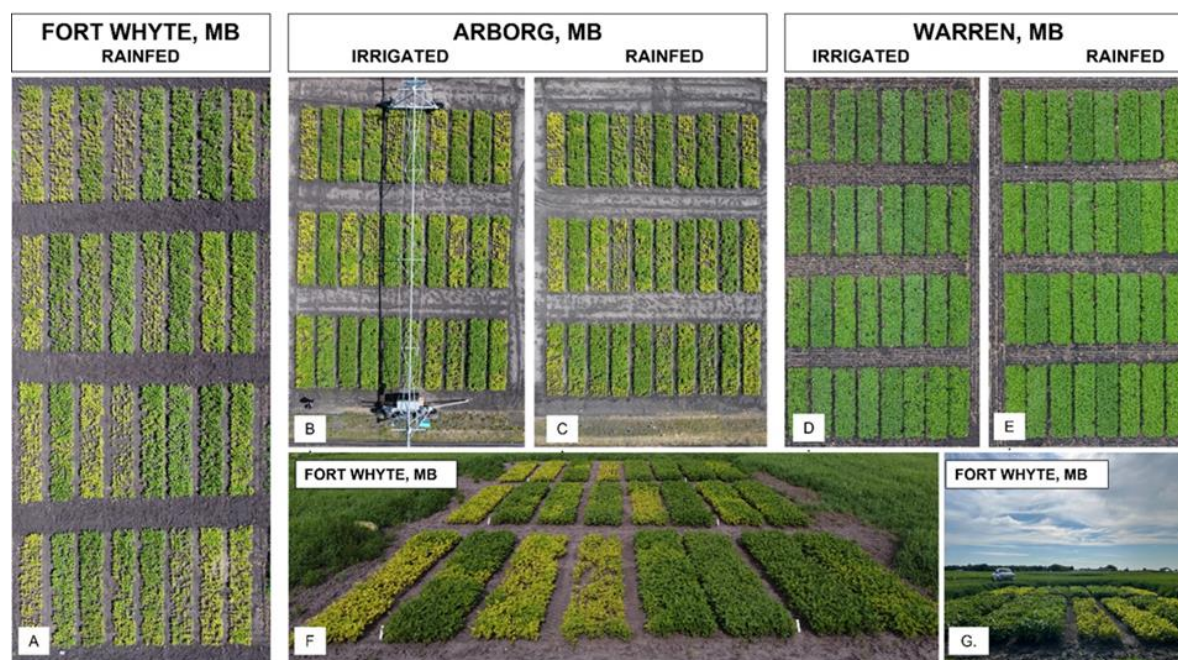 FORT WHYTE, MB
RAINFED
ARBORG, MB
IRRIGATED
RAINFED
WARREN, MB
IRRIGATED
RAINFED
A
B
C
D
E
FORT WHYTE, MB
F
FORT WHYTE, MB
G.